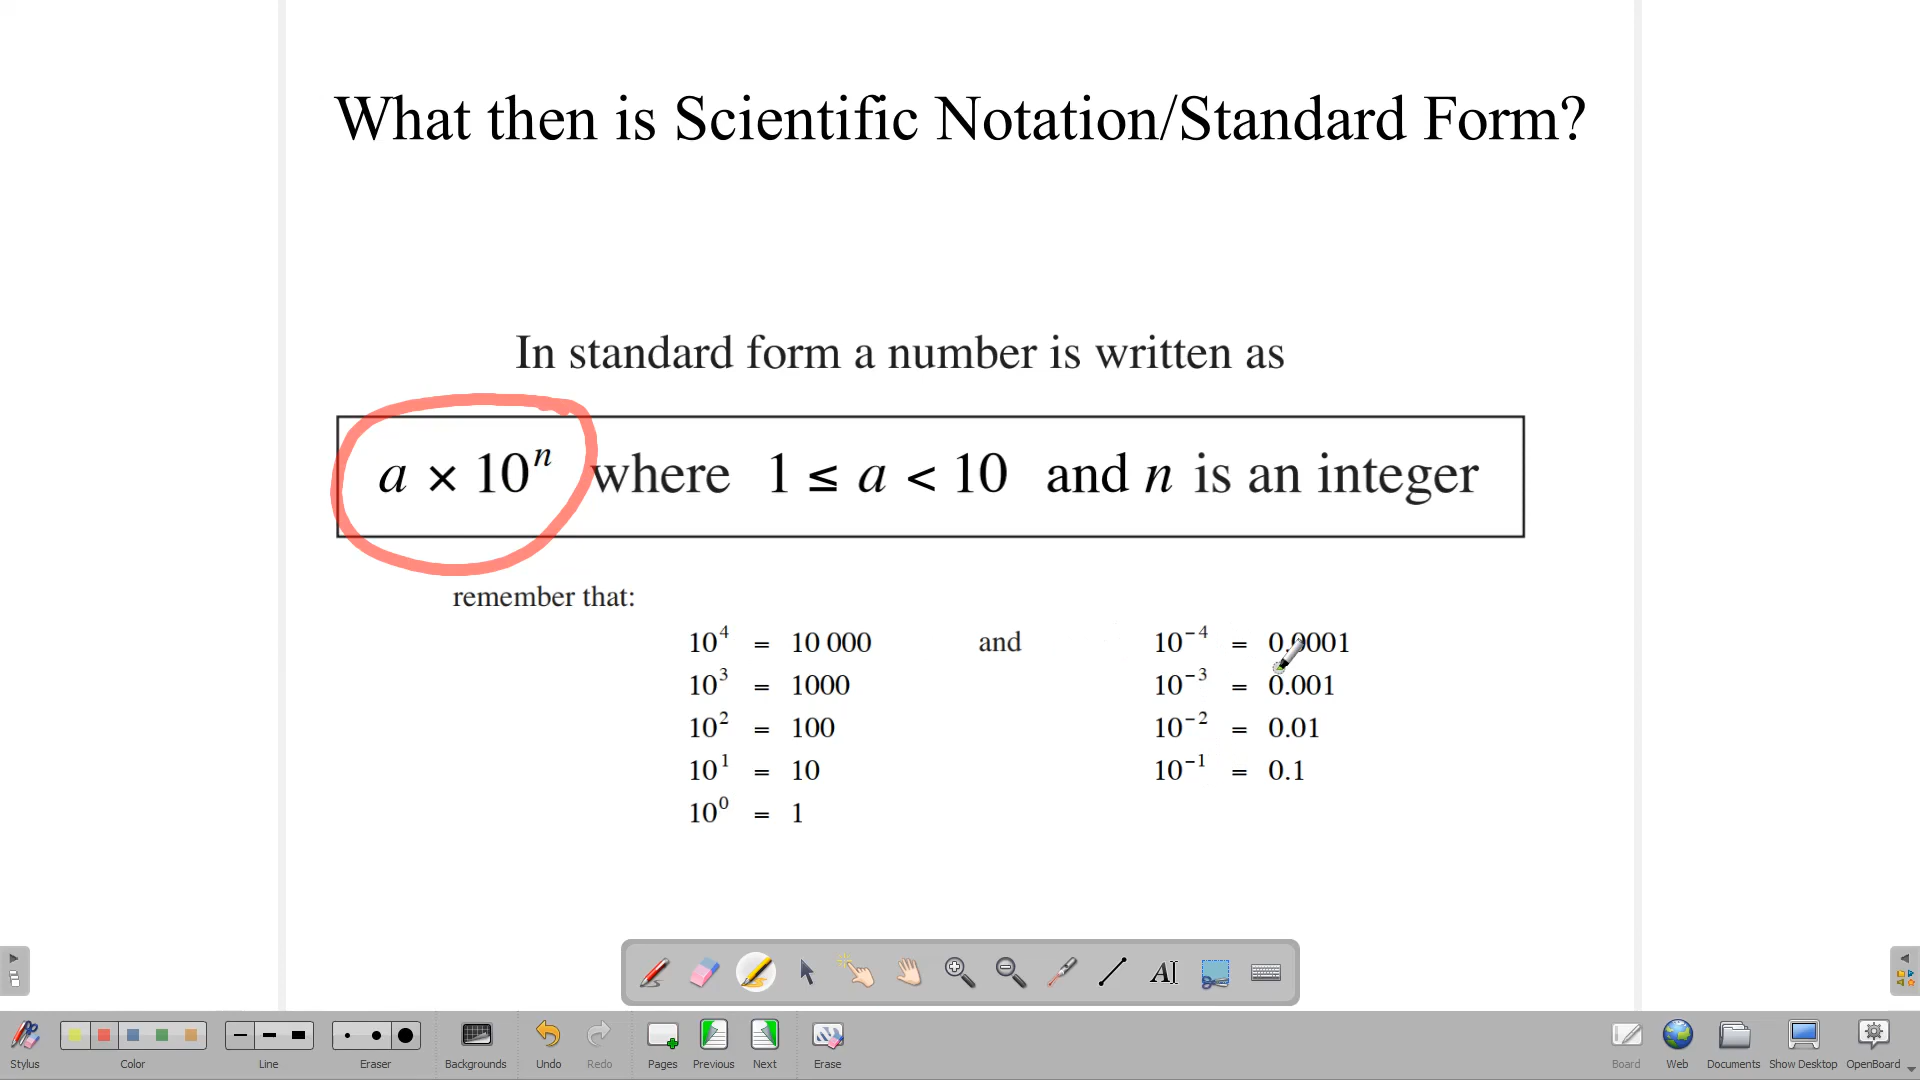 What then is Scientific Notation/Standard Form?
In standard form a number is written as
a × 10ⁿ where 1 ≤ a < 10 and n is an integer
remember that:
10⁴ = 10 000 and 10⁻⁴ = 0.0001
10³ = 1000 10⁻³ = 0.001
10² = 100 10⁻² = 0.01
10¹ = 10 10⁻¹ = 0.1
10⁰ = 1
Stylus Color Line Eraser Backgrounds Undo Redo Pages Previous Next Erase Board Web Documents Show Desktop OpenBoard